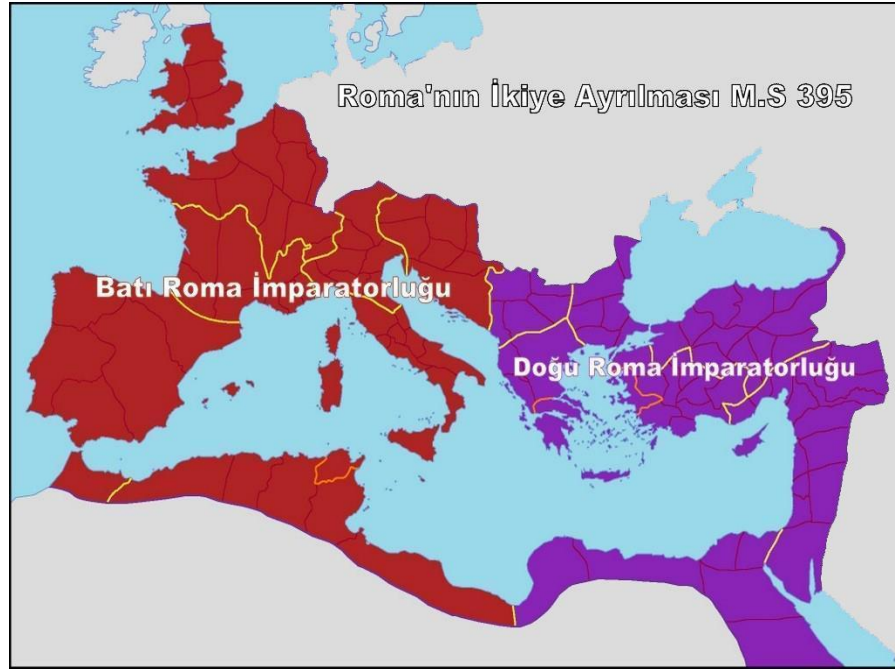 Roma'nın İkiye Ayrılması M.S 395
Batı Roma İmparatorluğu
Doğu Roma İmparatorluğu